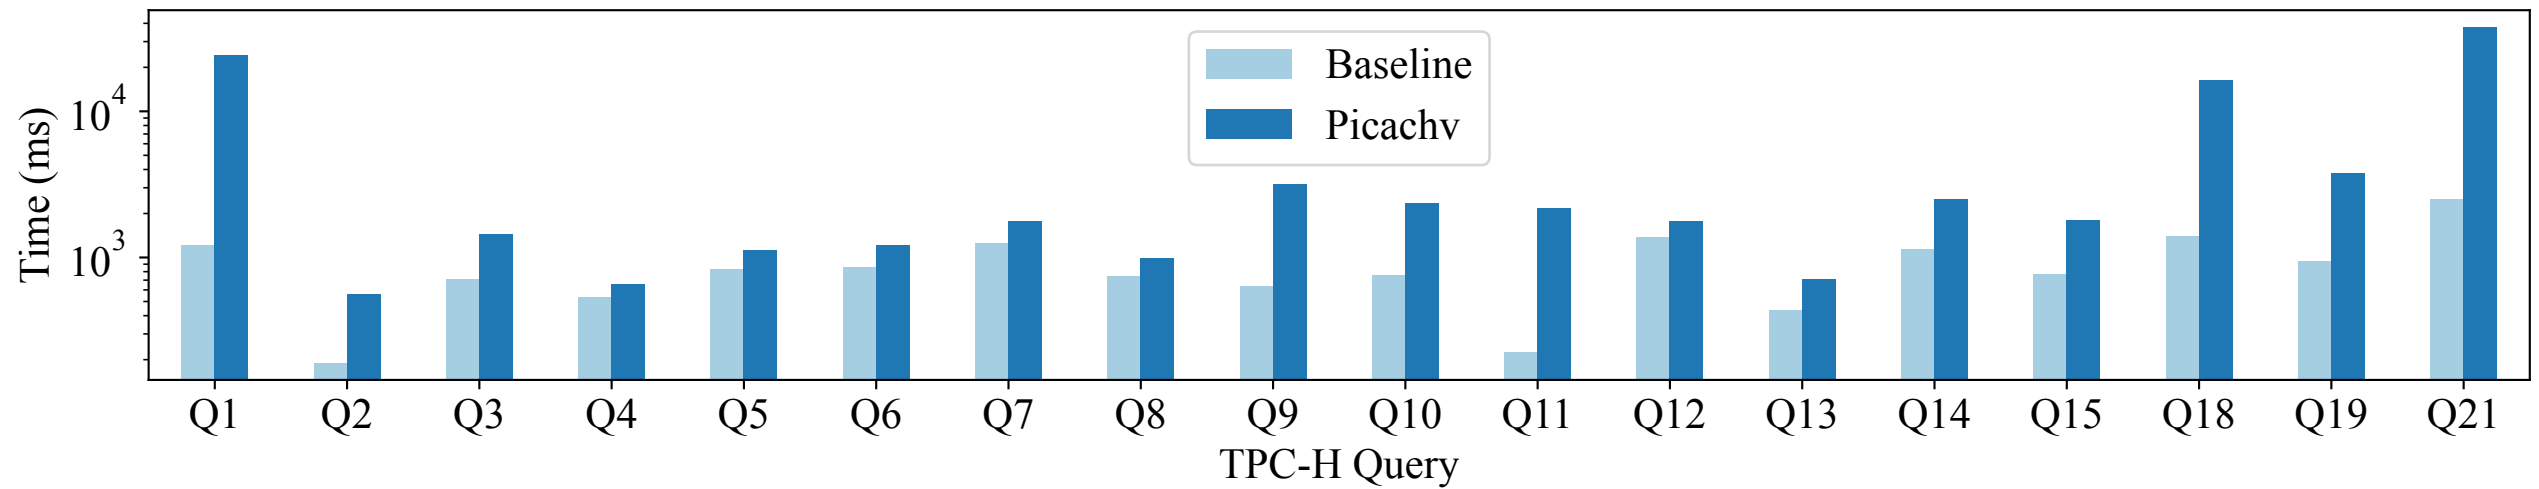 Time (ms)
10^4
10^3
Baseline
Picachv
Q1 Q2 Q3 Q4 Q5 Q6 Q7 Q8 Q9 Q10 Q11 Q12 Q13 Q14 Q15 Q18 Q19 Q21
TPC-H Query